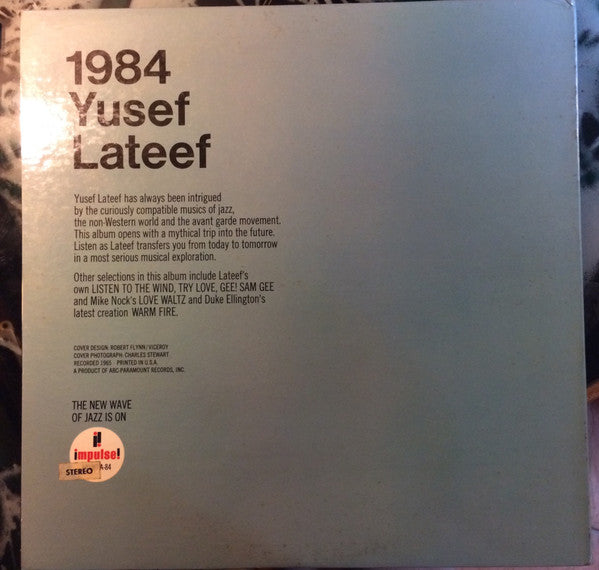 1984
Yusef
Lateef
Yusef Lateef has always been intrigued
by the curiously compatible musics of jazz,
the non-Western world and the avant garde movement.
This album opens with a mythical trip into the future.
Listen as Lateef transfers you from today to tomorrow
in a most serious musical exploration.
Other selections in this album include Lateef's
own LISTEN TO THE WIND, TRY LOVE, GEE! SAM GEE
and Mike Nock's LOVE WALTZ and Duke Ellington's
latest creation WARM FIRE.
COVER DESIGN: ROBERT FLYNN/VICEROY
COVER PHOTOGRAPH: CHARLES STEWART
RECORDED 1965 PRINTED IN U.S.A.
A PRODUCT OF ABC-PARAMOUNT RECORDS, INC.
THE NEW WAVE
OF JAZZ IS ON
impulse!
STEREO A-84